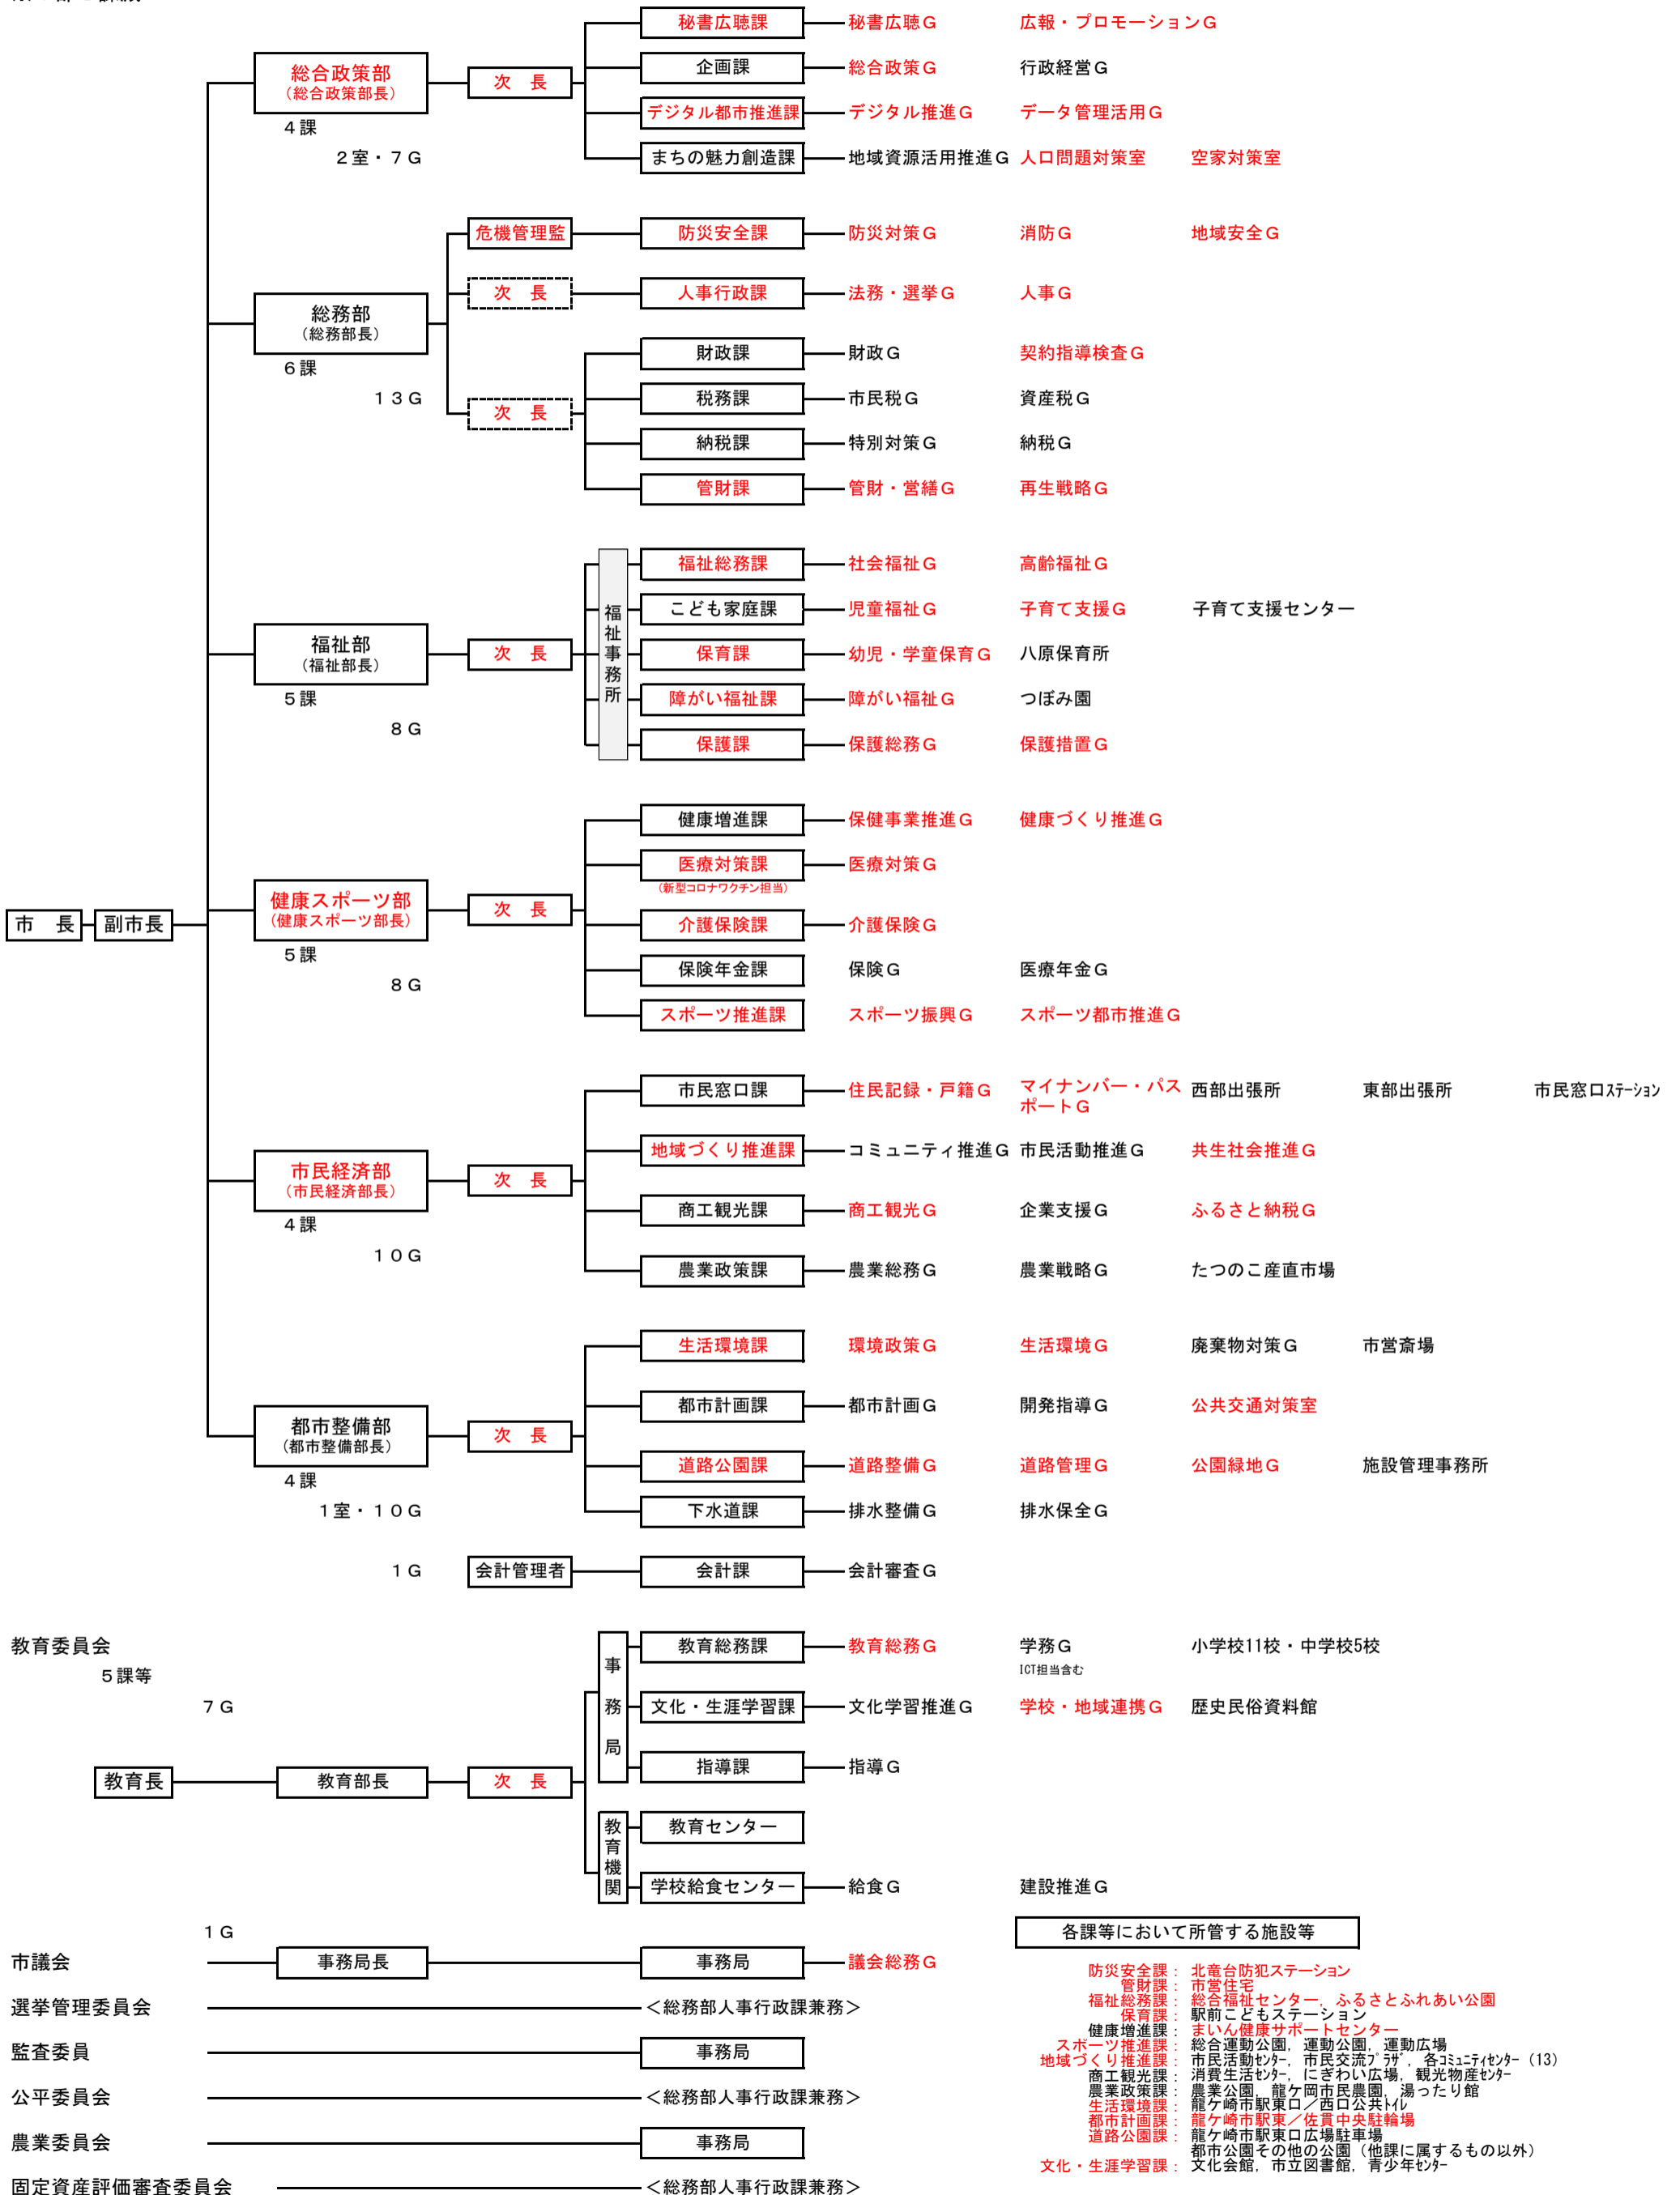 秘書広聴課 秘書広聴Ｇ 広報・プロモーションＧ
総合政策部 次　長 企画課 総合政策Ｇ 行政経営Ｇ
（総合政策部長）
デジタル都市推進課 デジタル推進Ｇ データ管理活用Ｇ
４課
２室・７Ｇ まちの魅力創造課 地域資源活用推進Ｇ 人口問題対策室 空家対策室
危機管理監 防災安全課 防災対策Ｇ 消防Ｇ 地域安全Ｇ
次　長 人事行政課 法務・選挙Ｇ 人事Ｇ
総務部
（総務部長）
財政課 財政Ｇ 契約指導検査Ｇ
６課
１３Ｇ 税務課 市民税Ｇ 資産税Ｇ
次　長
納税課 特別対策Ｇ 納税Ｇ
管財課 管財・営繕Ｇ 再生戦略Ｇ
福祉総務課 社会福祉Ｇ 高齢福祉Ｇ
福祉事務所
こども家庭課 児童福祉Ｇ 子育て支援Ｇ 子育て支援センター
福祉部
（福祉部長）
次　長 保育課 幼児・学童保育Ｇ 八原保育所
５課 障がい福祉課 障がい福祉Ｇ つぼみ園
８Ｇ 保護課 保護総務Ｇ 保護措置Ｇ
健康増進課 保健事業推進Ｇ 健康づくり推進Ｇ
医療対策課 医療対策Ｇ
（新型コロナワクチン担当）
健康スポーツ部
（健康スポーツ部長）
次　長
市　長 副市長 介護保険課 介護保険Ｇ
５課
８Ｇ 保険年金課 保険Ｇ 医療年金Ｇ
スポーツ推進課 スポーツ振興Ｇ スポーツ都市推進Ｇ
市民窓口課 住民記録・戸籍Ｇ マイナンバー・パス
ポートＧ
西部出張所 東部出張所 市民窓口ｽﾃｰｼｮﾝ
地域づくり推進課 コミュニティ推進Ｇ 市民活動推進Ｇ 共生社会推進Ｇ
市民経済部
（市民経済部長）
次　長
４課 商工観光課 商工観光Ｇ 企業支援Ｇ ふるさと納税Ｇ
１０Ｇ
農業政策課 農業総務Ｇ 農業戦略Ｇ たつのこ産直市場
生活環境課 環境政策Ｇ 生活環境Ｇ 廃棄物対策Ｇ 市営斎場
都市計画課 都市計画Ｇ 開発指導Ｇ 公共交通対策室
都市整備部
（都市整備部長）
次　長
４課 道路公園課 道路整備Ｇ 道路管理Ｇ 公園緑地Ｇ 施設管理事務所
１室・１０Ｇ 下水道課 排水整備Ｇ 排水保全Ｇ
１Ｇ 会計管理者 会計課 会計審査Ｇ
教育委員会 教育総務課 教育総務Ｇ 学務Ｇ 小学校11校・中学校5校
ICT担当含む
５課等
事務局
７Ｇ 文化・生涯学習課 文化学習推進Ｇ 学校・地域連携Ｇ 歴史民俗資料館
指導課 指導Ｇ
教育長 教育部長 次　長
教育機関
教育センター
学校給食センター 給食Ｇ 建設推進Ｇ
１Ｇ 各課等において所管する施設等
市議会 事務局長 事務局 議会総務Ｇ
選挙管理委員会 ＜総務部人事行政課兼務＞
監査委員 事務局
公平委員会 ＜総務部人事行政課兼務＞
農業委員会 事務局
固定資産評価審査委員会 ＜総務部人事行政課兼務＞
防災安全課： 北竜台防犯ステーション
管財課： 市営住宅
福祉総務課： 総合福祉センター，ふるさとふれあい公園
保育課： 駅前こどもステーション
健康増進課： まいん健康サポートセンター
スポーツ推進課： 総合運動公園，運動公園，運動広場
地域づくり推進課： 市民活動ｾﾝﾀｰ，市民交流ﾌﾟﾗｻﾞ，各ｺﾐｭﾆﾃｨｾﾝﾀｰ（13）
商工観光課： 消費生活ｾﾝﾀｰ，にぎわい広場，観光物産ｾﾝﾀｰ
農業政策課： 農業公園，龍ケ岡市民農園，湯ったり館
生活環境課： 龍ケ崎市駅東口／西口公共ﾄｲﾚ
都市計画課： 龍ケ崎市駅東／佐貫中央駐輪場
道路公園課： 龍ケ崎市駅東口広場駐車場
都市公園その他の公園（他課に属するもの以外）
文化・生涯学習課： 文化会館，市立図書館，青少年ｾﾝﾀｰ